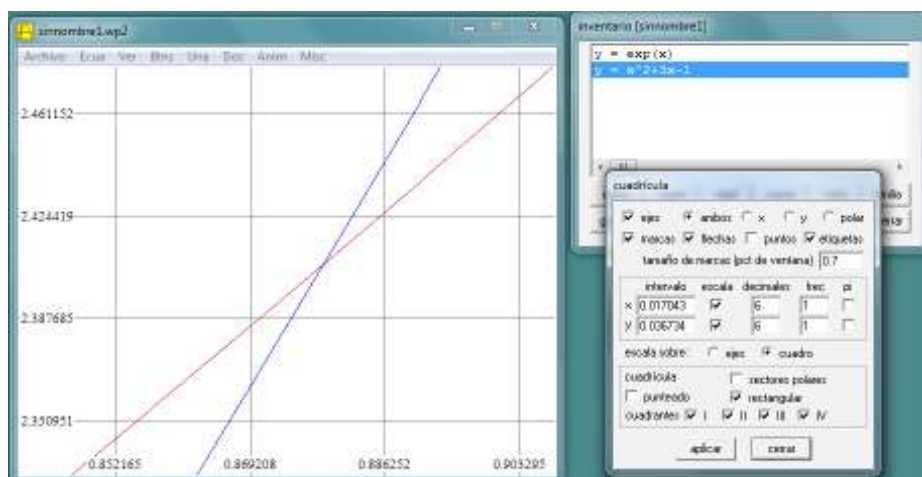 sinnombre1.wp2
Archivo Ecua Ver Btns Una Dos Anim Misc
2.461152
2.424419
2.387685
2.350951
0.852165 0.869208 0.886252 0.903295
inventario [sinnombre1]
y = exp(x)
y = x^2+3x-1
cuadrícula
ejes ambos x y polar
marcas flechas puntos etiquetas
tamaño de marcas (pct de ventana) 0.7
intervalo escala decimales frec pi
x 0.017043 6 1
y 0.036734 6 1
escala sobre: ejes cuadro
cuadrícula
sectores polares
punteado rectangular
cuadrantes I II III IV
aplicar cerrar